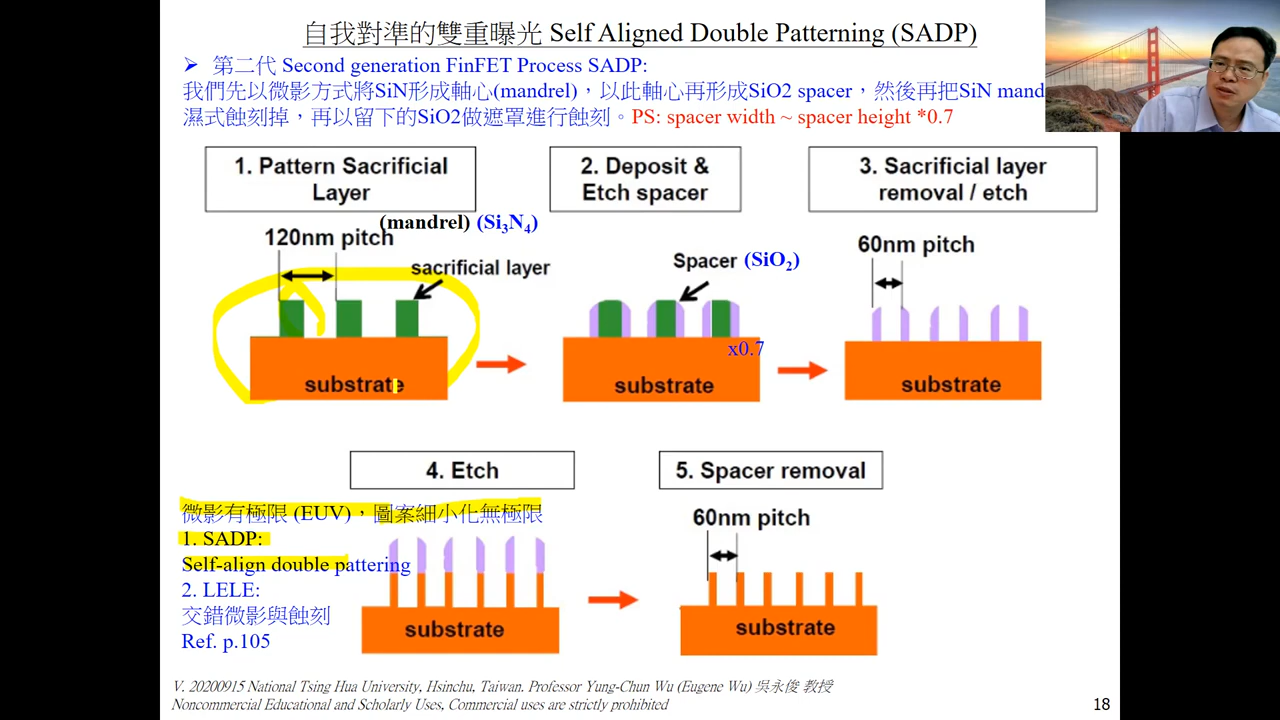 自我對準的雙重曝光 Self Aligned Double Patterning (SADP)
➢ 第二代 Second generation FinFET Process SADP:
我們先以微影方式將SiN形成軸心(mandrel)，以此軸心再形成SiO2 spacer，然後再把SiN mand
濕式蝕刻掉，再以留下的SiO2做遮罩進行蝕刻。PS: spacer width ~ spacer height *0.7
1. Pattern Sacrificial
Layer
(mandrel) (Si3N4)
120nm pitch
sacrificial layer
substrate
2. Deposit &
Etch spacer
Spacer (SiO2)
x0.7
substrate
3. Sacrificial layer
removal / etch
60nm pitch
substrate
4. Etch
微影有極限 (EUV)，圖案細小化無極限
1. SADP:
Self-align double pattering
2. LELE:
交錯微影與蝕刻
Ref. p.105
substrate
5. Spacer removal
60nm pitch
substrate
V. 20200915 National Tsing Hua University, Hsinchu, Taiwan. Professor Yung-Chun Wu (Eugene Wu) 吳永俊 教授
Noncommercial Educational and Scholarly Uses, Commercial uses are strictly prohibited
18